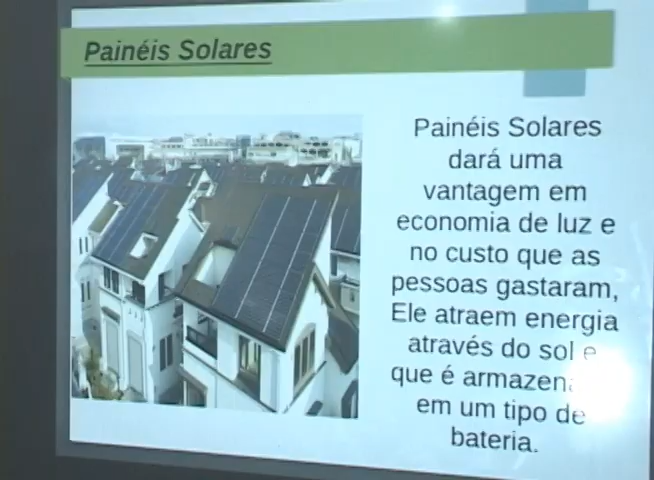 Painéis Solares
Painéis Solares
dará uma
vantagem em
economia de luz e
no custo que as
pessoas gastaram,
Ele atraem energia
através do sol e
que é
em um tipo de
bateria.